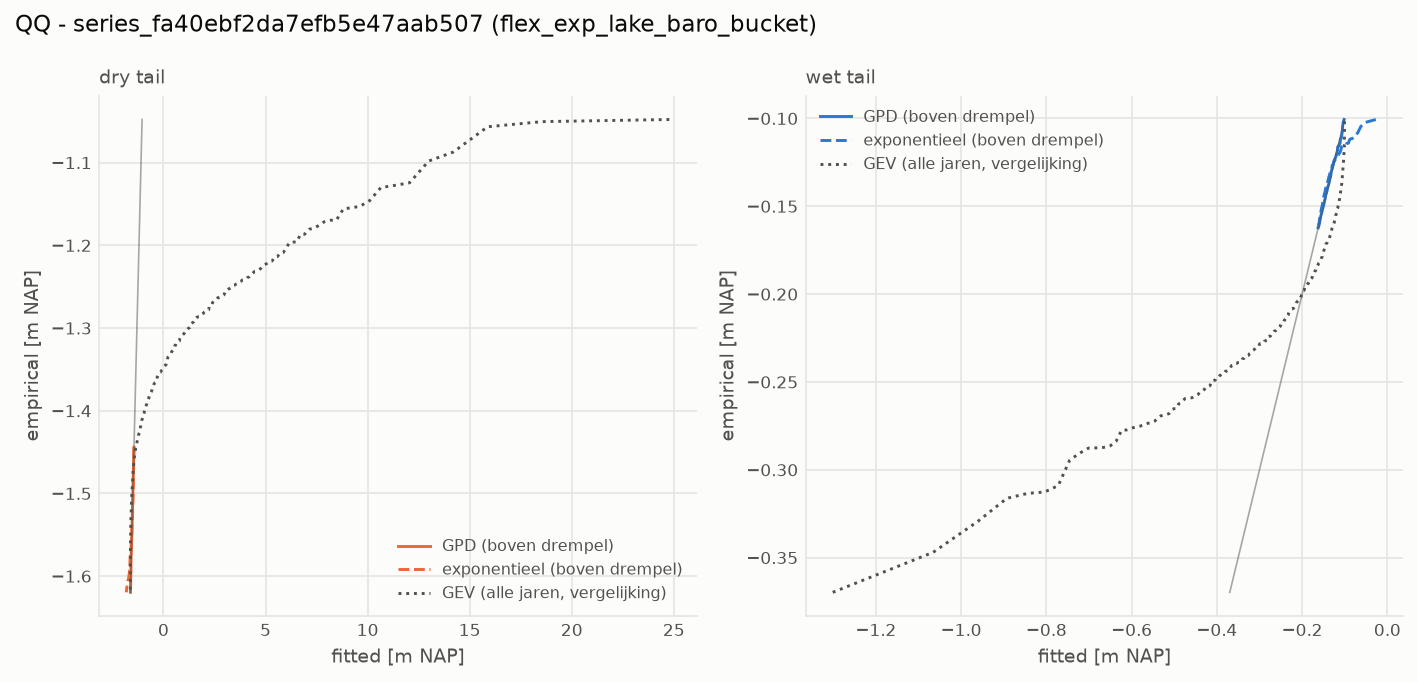 QQ - series_fa40ebf2da7efb5e47aab507 (flex_exp_lake_baro_bucket)
dry tail
−1.1
−1.2
−1.3
−1.4
−1.5
−1.6
empirical [m NAP]
GPD (boven drempel)
exponentieel (boven drempel)
GEV (alle jaren, vergelijking)
0 5 10 15 20 25
fitted [m NAP]
wet tail
−0.10
−0.15
−0.20
−0.25
−0.30
−0.35
empirical [m NAP]
GPD (boven drempel)
exponentieel (boven drempel)
GEV (alle jaren, vergelijking)
−1.2 −1.0 −0.8 −0.6 −0.4 −0.2 0.0
fitted [m NAP]